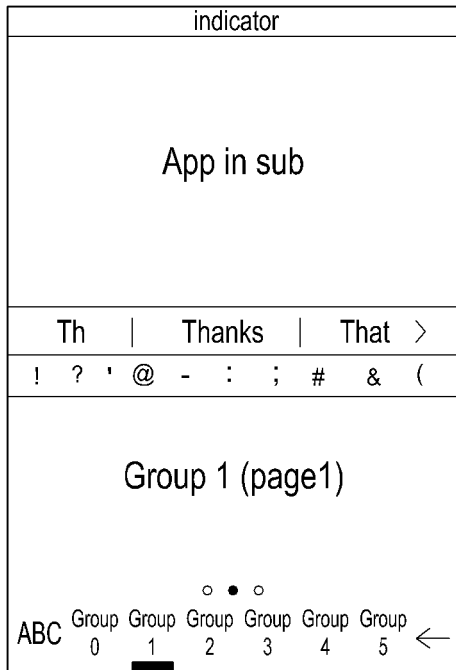 indicator
App in sub
Th | Thanks | That >
! ? ' @ - : ; # & (
Group 1 (page1)
ABC Group 0 Group 1 Group 2 Group 3 Group 4 Group 5 ←